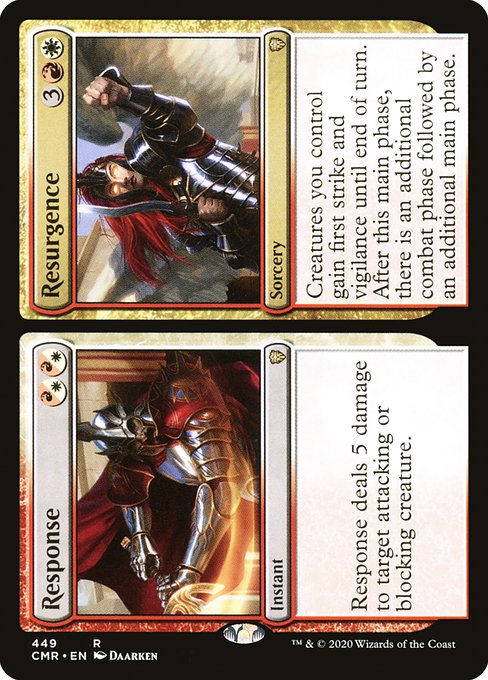 Response
Instant
Response deals 5 damage
to target attacking or
blocking creature.
Resurgence
3
Sorcery
Creatures you control
gain first strike and
vigilance until end of turn.
After this main phase,
there is an additional
combat phase followed by
an additional main phase.
449 R
CMR • EN DAARKEN
™ & © 2020 Wizards of the Coast